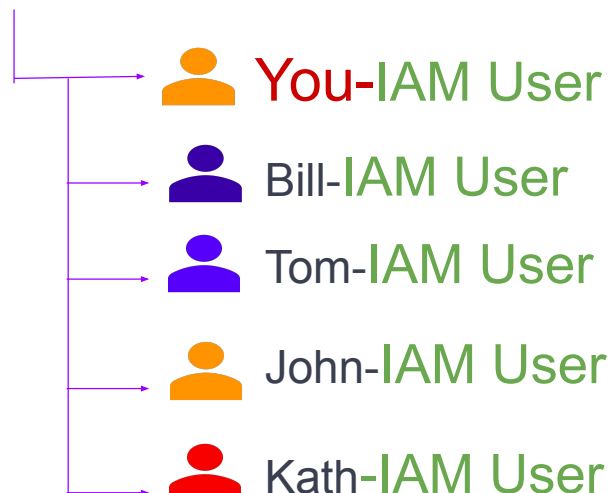 You-IAM User
Bill-IAM User
Tom-IAM User
John-IAM User
Kath-IAM User